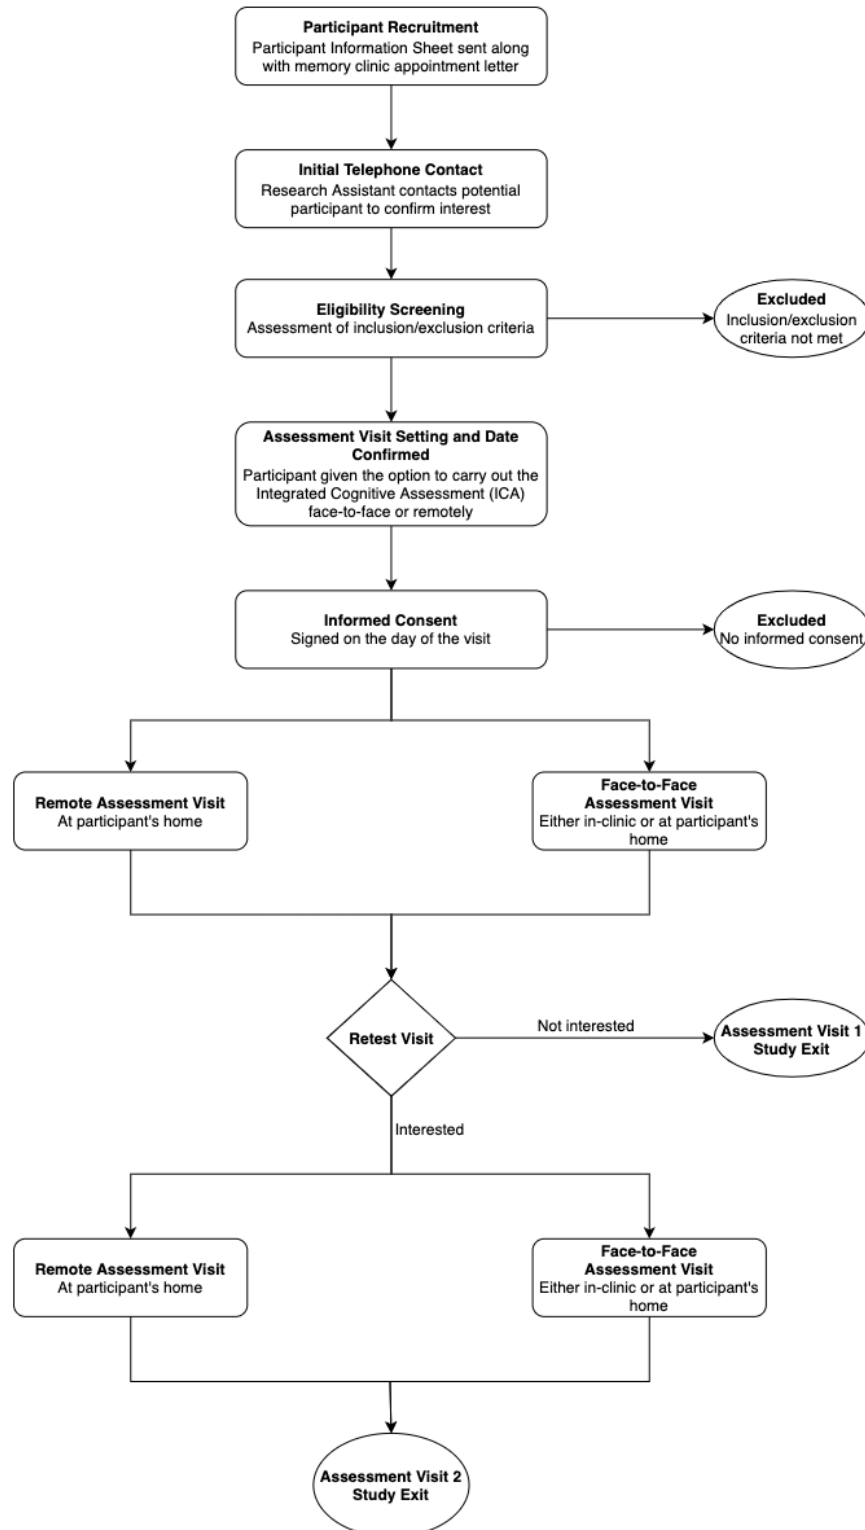 Participant Recruitment
Participant Information Sheet sent along
with memory clinic appointment letter
Initial Telephone Contact
Research Assistant contacts potential
participant to confirm interest
Eligibility Screening
Assessment of inclusion/exclusion criteria
Excluded
Inclusion/exclusion
criteria not met
Assessment Visit Setting and Date
Confirmed
Participant given the option to carry out the
Integrated Cognitive Assessment (ICA)
face-to-face or remotely
Informed Consent
Signed on the day of the visit
Excluded
No informed consent
Remote Assessment Visit
At participant's home
Face-to-Face
Assessment Visit
Either in-clinic or at participant's
home
Retest Visit
Not interested
Assessment Visit 1
Study Exit
Interested
Remote Assessment Visit
At participant's home
Face-to-Face
Assessment Visit
Either in-clinic or at participant's
home
Assessment Visit 2
Study Exit